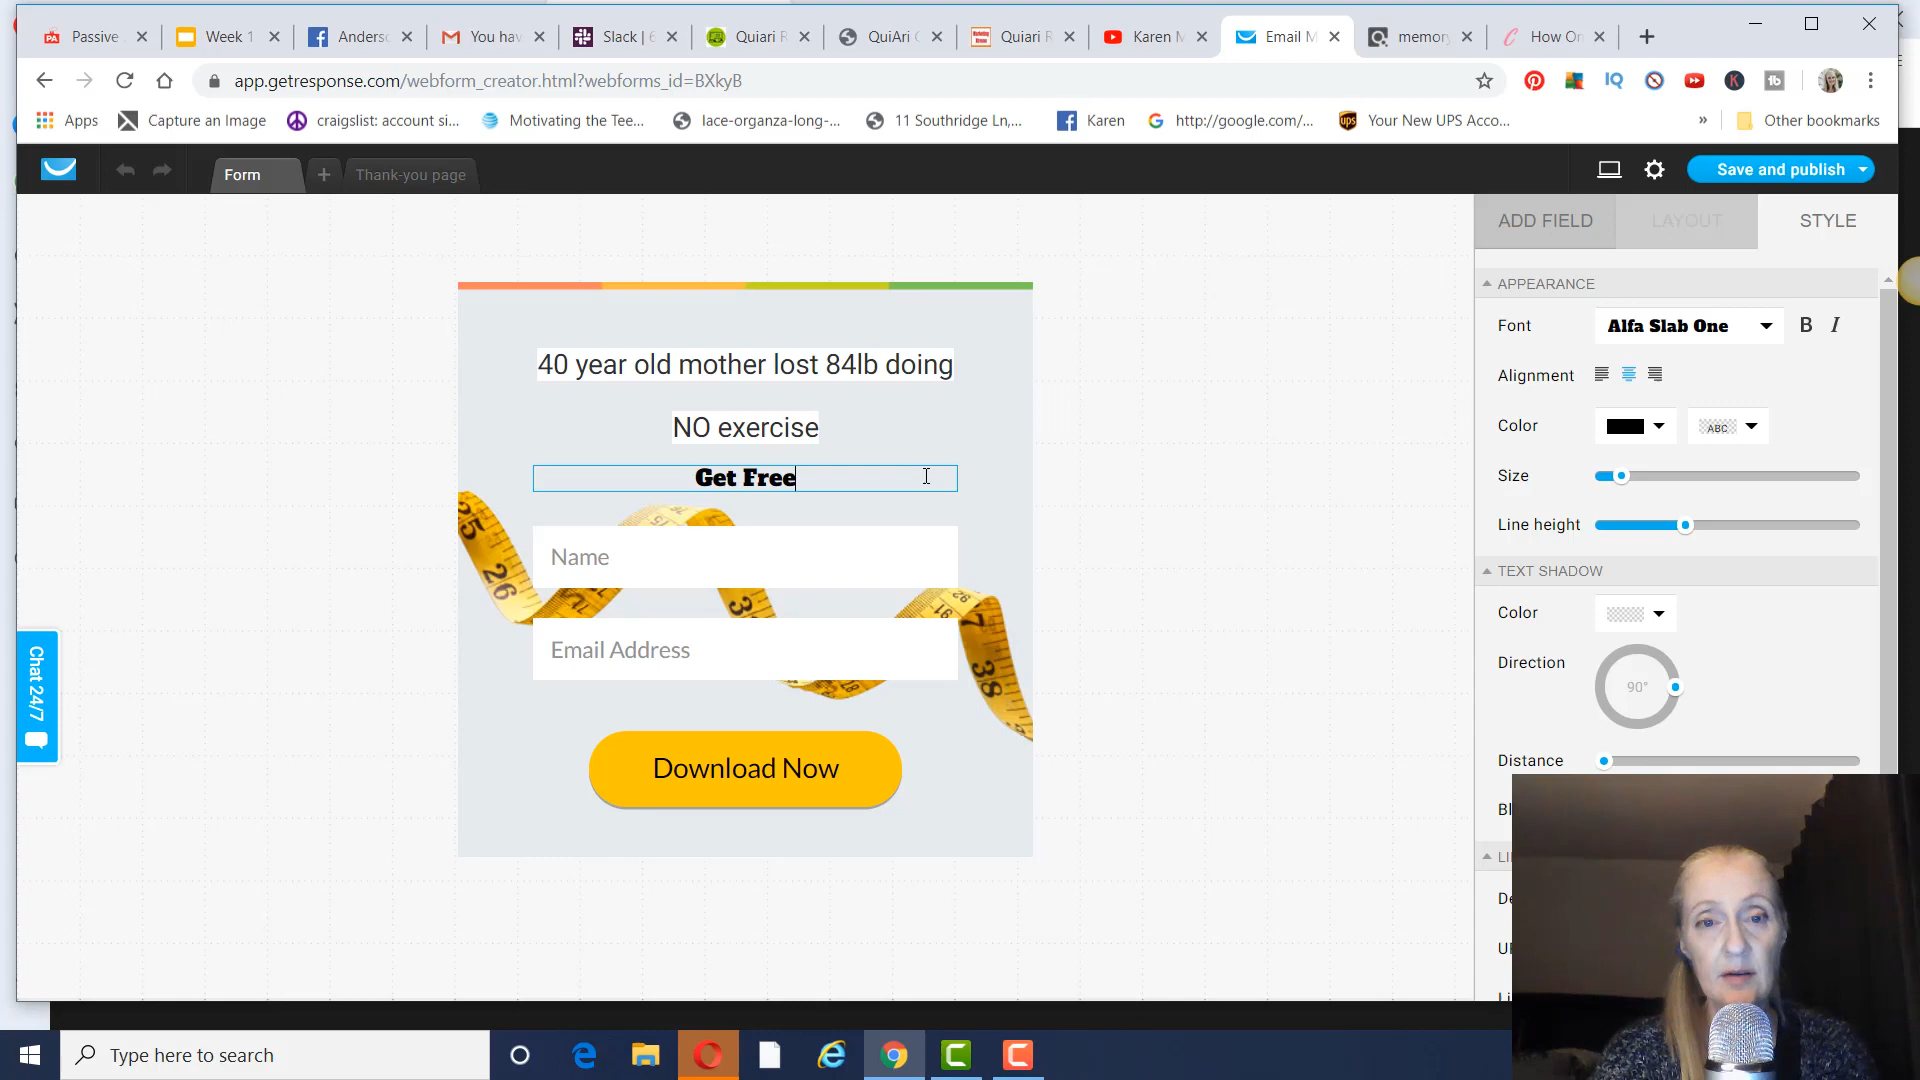 Passive
Week 1
Anders
You hav
Slack | 6
Quiari R
QuiAri C
Quiari R
Karen M
Email M
memory
How On
app.getresponse.com/webform_creator.html?webforms_id=BXkyB
Apps
Capture an Image
craigslist: account si...
Motivating the Tee...
lace-organza-long-...
11 Southridge Ln,...
Karen
http://google.com/...
Your New UPS Acco...
»
Other bookmarks
Form
+
Thank-you page
Save and publish
ADD FIELD
LAYOUT
STYLE
APPEARANCE
Font
Alfa Slab One
B
I
Alignment
Color
ABC
Size
Line height
TEXT SHADOW
Color
Direction
90°
Distance
Bl
LI
De
Li
40 year old mother lost 84lb doing
NO exercise
Get Free
Name
Email Address
Download Now
Chat 24/7
Type here to search